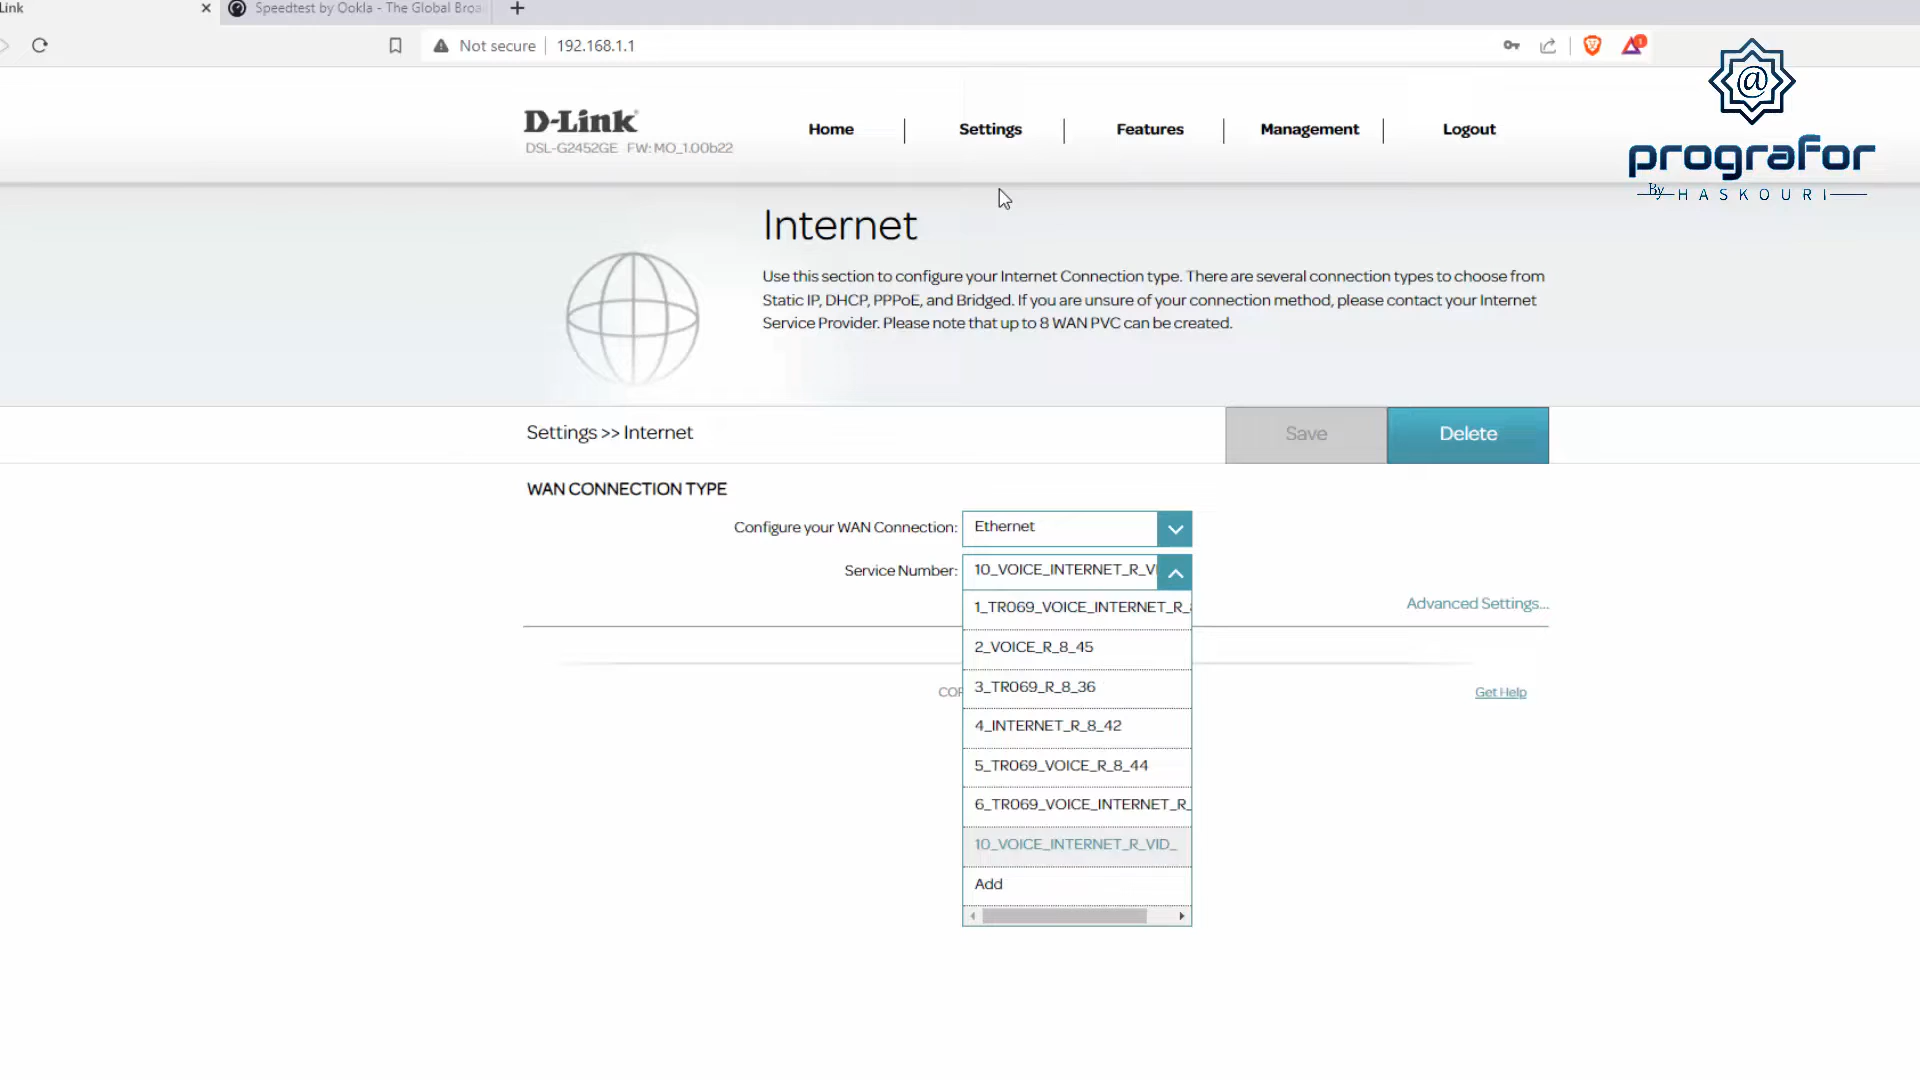 Link
Speedtest by Ookla - The Global Broa
Not secure
192.168.1.1
1
@
prografor
By HASKOURI
D-Link
DSL-G2452GE FW: MO_1.00b22
Home
Settings
Features
Management
Logout
Internet
Use this section to configure your Internet Connection type. There are several connection types to choose from
Static IP, DHCP, PPPoE, and Bridged. If you are unsure of your connection method, please contact your Internet
Service Provider. Please note that up to 8 WAN PVC can be created.
Settings >> Internet
Save
Delete
WAN CONNECTION TYPE
Configure your WAN Connection: Ethernet
Service Number: 10_VOICE_INTERNET_R_VI
1_TR069_VOICE_INTERNET_R_
Advanced Settings...
2_VOICE_R_8_45
3_TR069_R_8_36
COP
Get Help
4_INTERNET_R_8_42
5_TR069_VOICE_R_8_44
6_TR069_VOICE_INTERNET_R_
10_VOICE_INTERNET_R_VID_
Add